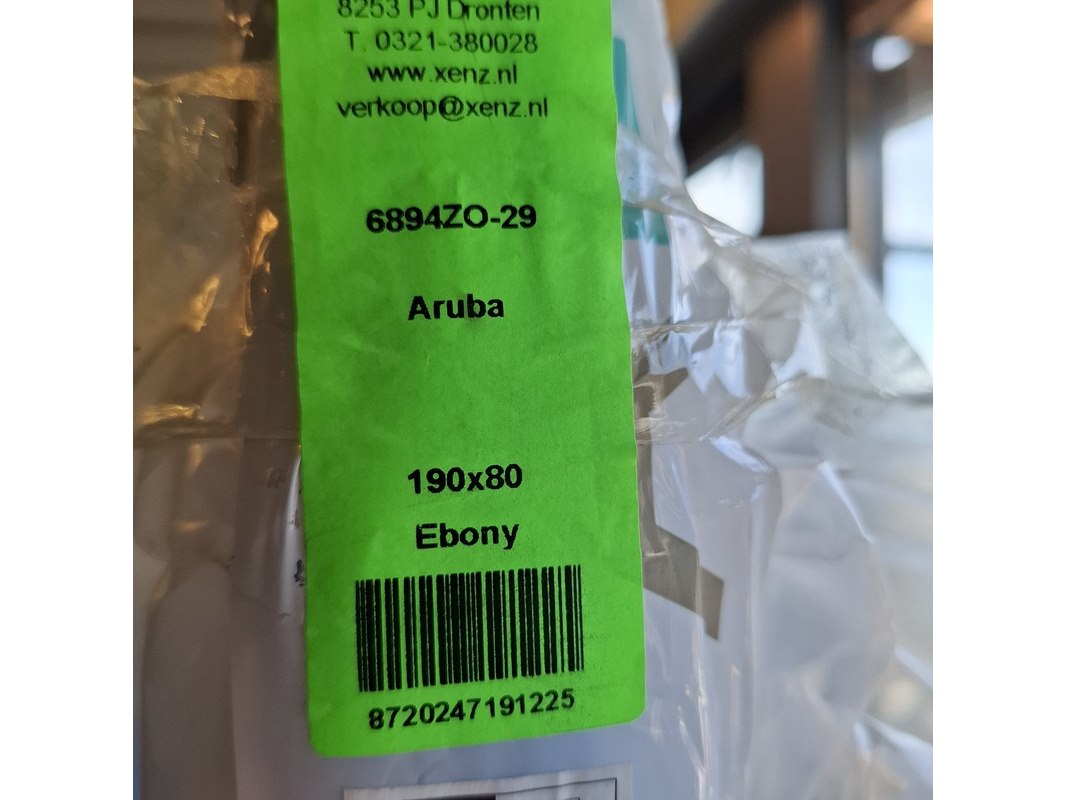 8253 PJ Dronten
T. 0321-380028
www.xenz.nl
verkoop@xenz.nl
6894ZO-29
Aruba
190x80
Ebony
8720247191225